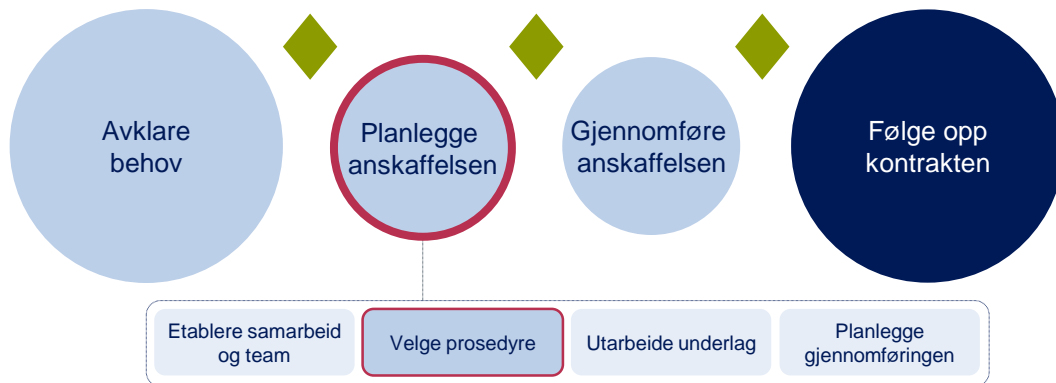 Avklare
behov
Planlegge
anskaffelsen
Gjennomføre
anskaffelsen
Følge opp
kontrakten
Etablere samarbeid
og team
Velge prosedyre
Utarbeide underlag
Planlegge
gjennomføringen